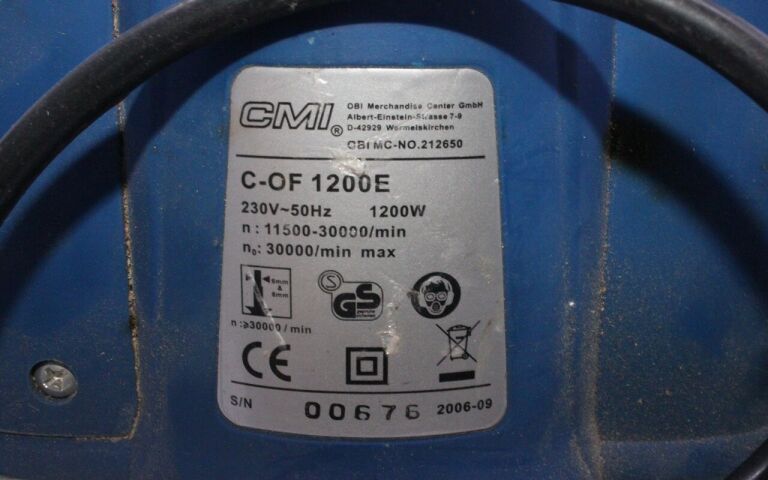 CMI®
OBI Merchandise Center GmbH
Albert-Einstein-Strasse 7-9
D-42929 Wermelskirchen
OBI MC-NO.212650
C-OF 1200E
230V~50Hz 1200W
n : 11500-30000/min
n₀: 30000/min max
6mm
&
8mm
S
GS
n :≥30000 / min
CE
S/N 00676 2006-09